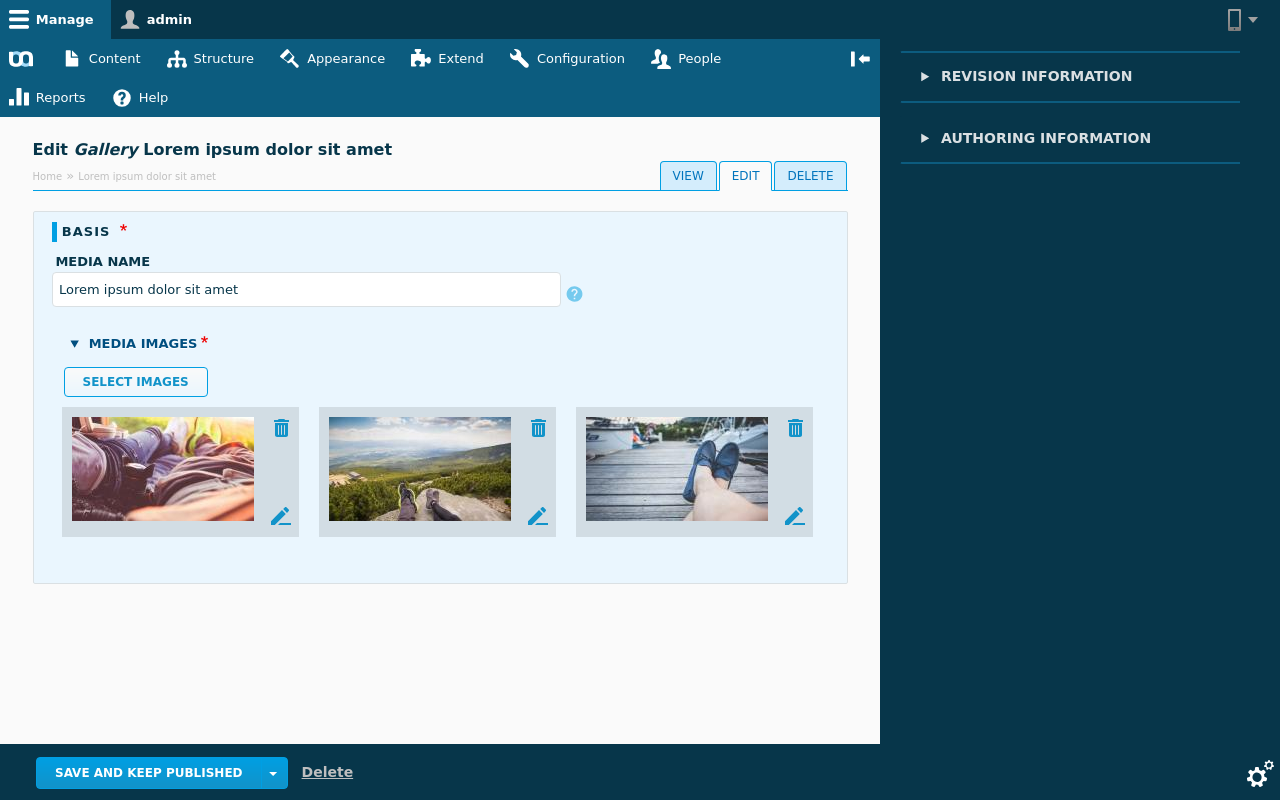 Manage
admin
Content
Structure
Appearance
Extend
Configuration
People
Reports
Help
Edit Gallery Lorem ipsum dolor sit amet
Home » Lorem ipsum dolor sit amet
VIEW
EDIT
DELETE
BASIS *
MEDIA NAME
Lorem ipsum dolor sit amet
?
▼ MEDIA IMAGES *
SELECT IMAGES
SAVE AND KEEP PUBLISHED
Delete
► REVISION INFORMATION
► AUTHORING INFORMATION